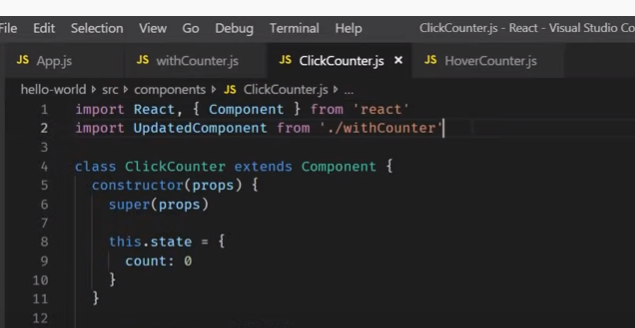 File Edit Selection View Go Debug Terminal Help ClickCounter.js - React - Visual Studio Co
JS App.js JS withCounter.js JS ClickCounter.js × JS HoverCounter.js
hello-world ▸ src ▸ components ▸ JS ClickCounter.js ▸ ...
1 import React, { Component } from 'react'
2 import UpdatedComponent from './withCounter'
3
4 class ClickCounter extends Component {
5 constructor(props) {
6 super(props)
7
8 this.state = {
9 count: 0
10 }
11 }
12